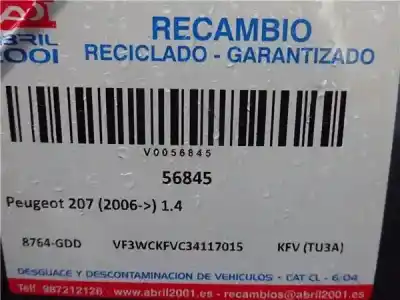 RECAMBIO
ABRIL
2001
RECICLADO - GARANTIZADO
V0056845
56845
Peugeot 207 (2006->) 1.4
8764-GDD VF3WCKFVC34117015 KFV (TU3A)
DESGUACE Y DESCONTAMINACION DE VEHICULOS - CAT CL - 6-04
Telf 987212128 www.abril2001.es recambios@abril2001.es